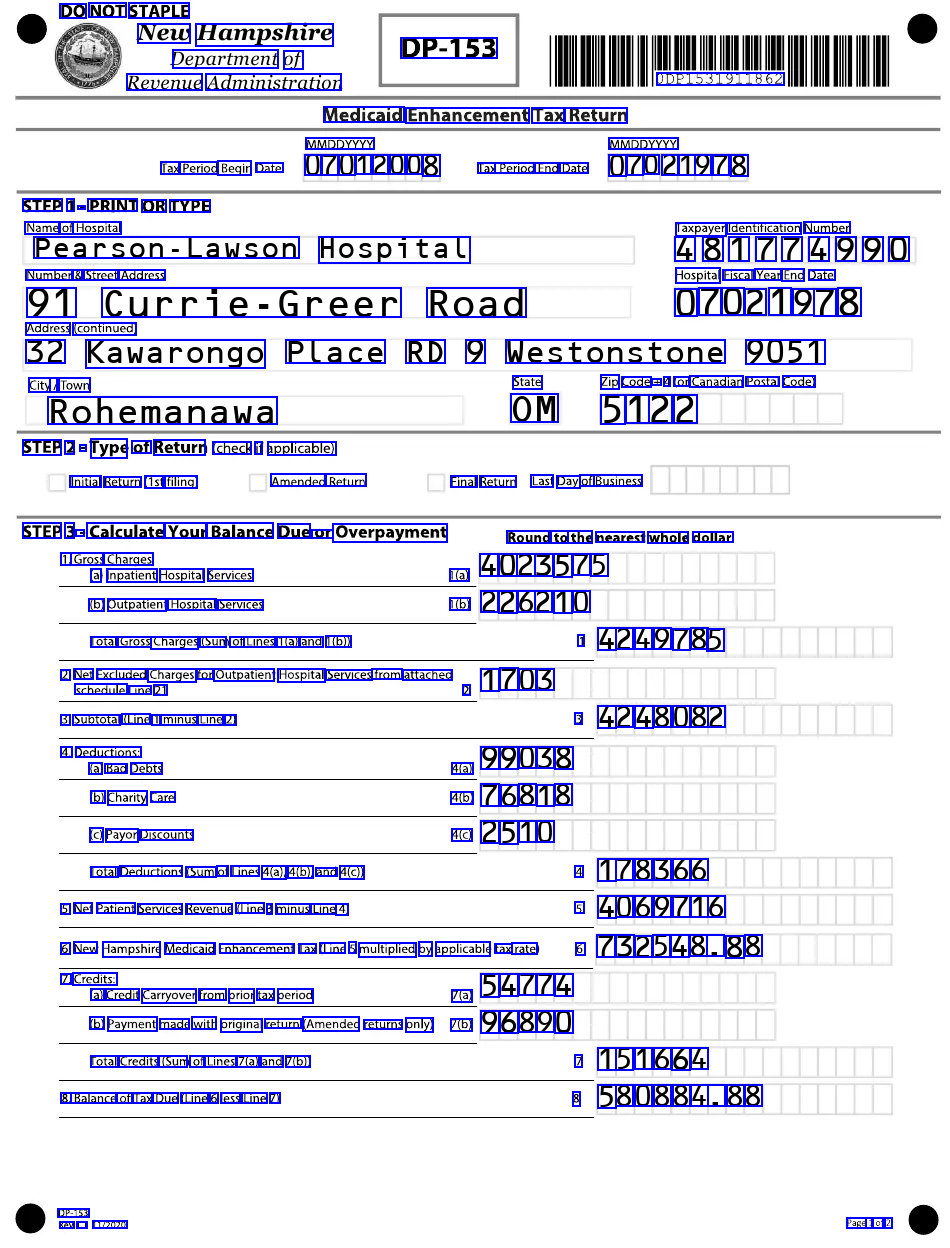 DO NOT STAPLE
New Hampshire
Department of
Revenue Administration
DP-153
0DP1531911862
Medicaid Enhancement Tax Return
MMDDYYYY MMDDYYYY
Tax Period Begin Date 07012008 Tax Period End Date 07021978
STEP 1 - PRINT OR TYPE
Name of Hospital Taxpayer Identification Number
Pearson-Lawson Hospital 481774990
Number & Street Address Hospital Fiscal Year End Date
91 Currie-Greer Road 07021978
Address (continued)
32 Kawarongo Place RD 9 Westonstone 9051
City / Town State Zip Code + 4 (or Canadian Postal Code)
Rohemanawa OM 5122
STEP 2 - Type of Return (check if applicable)
Initial Return (1st filing) Amended Return Final Return Last Day of Business
STEP 3 - Calculate Your Balance Due or Overpayment Round to the nearest whole dollar
1. Gross Charges
(a) Inpatient Hospital Services 1(a) 4023575
(b) Outpatient Hospital Services 1(b) 226210
Total Gross Charges (Sum of Lines 1(a) and 1(b)) 1 4249785
2. Net Excluded Charges for Outpatient Hospital Services from attached
schedule Line 21 2 1703
3. Subtotal (Line 1 minus Line 2) 3 4248082
4. Deductions:
(a) Bad Debts 4(a) 99038
(b) Charity Care 4(b) 76818
(c) Payor Discounts 4(c) 2510
Total Deductions (Sum of Lines 4(a), 4(b), and 4(c)) 4 178366
5. Net Patient Services Revenue (Line 3 minus Line 4) 5 4069716
6. New Hampshire Medicaid Enhancement Tax (Line 5 multiplied by applicable tax rate) 6 732548.88
7. Credits:
(a) Credit Carryover from prior tax period 7(a) 54774
(b) Payment made with original return (Amended returns only) 7(b) 96890
Total Credits (Sum of Lines 7(a) and 7(b)) 7 151664
8. Balance of Tax Due (Line 6 less Line 7) 8 580884.88
DP-153
Rev 11/2020 Page 1 of 2